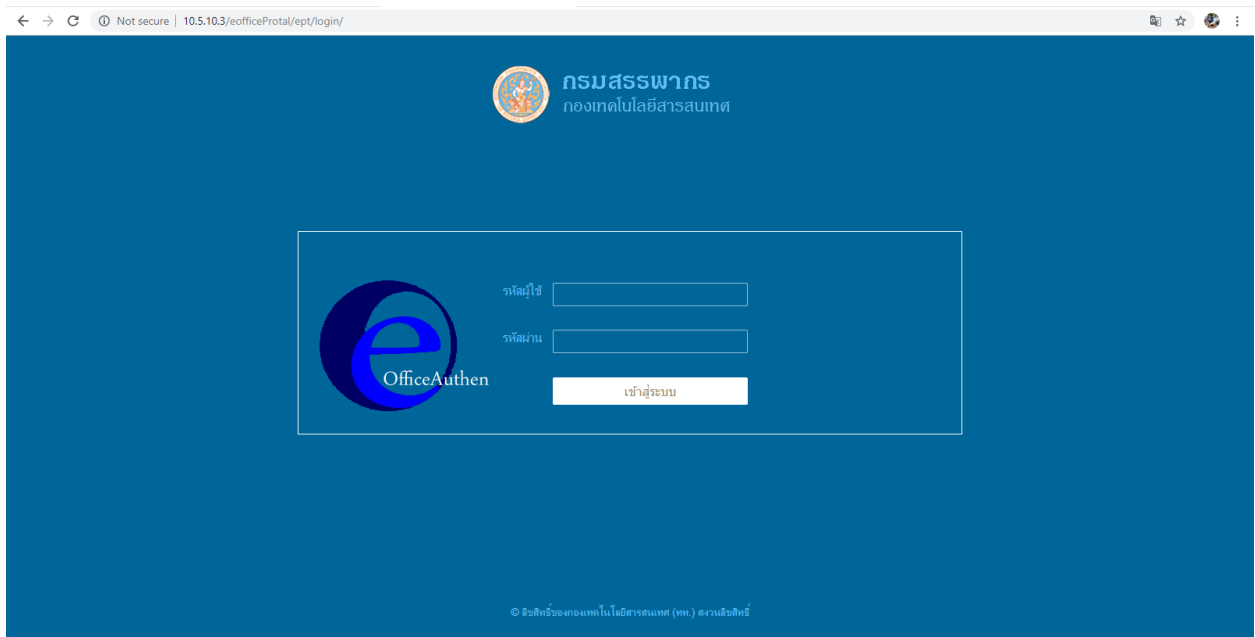 Not secure | 10.5.10.3/eofficeProtal/ept/login/
กรมสรรพากร
กองเทคโนโลยีสารสนเทศ
รหัสผู้ใช้
รหัสผ่าน
OfficeAuthen
เข้าสู่ระบบ
© ลิขสิทธิ์ของกองเทคโนโลยีสารสนเทศ (ทท.) สงวนลิขสิทธิ์